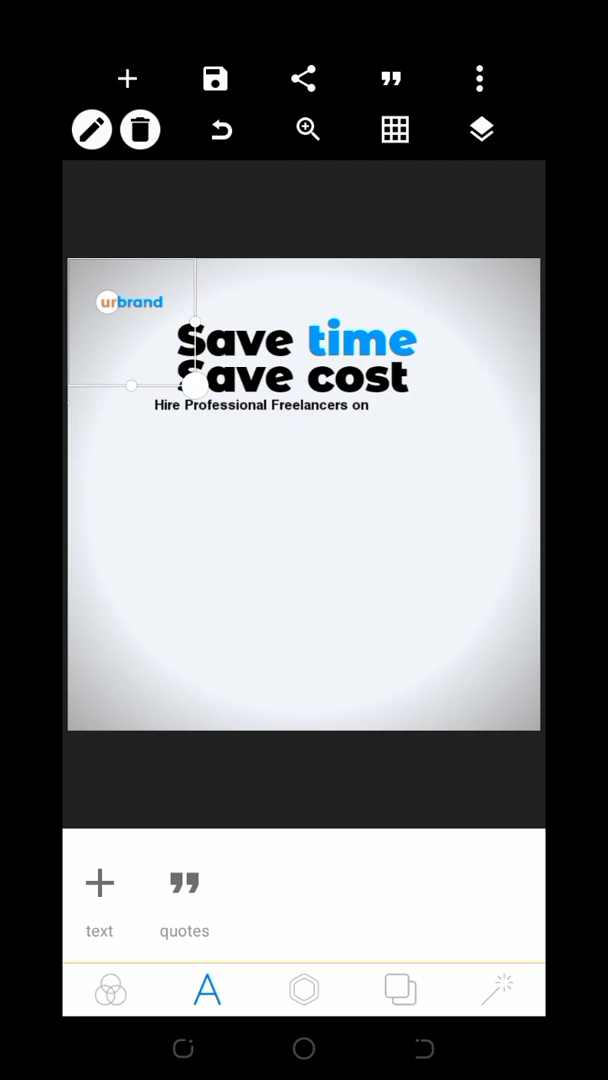 urbrand
Save time
Save cost
Hire Professional Freelancers on
text
quotes